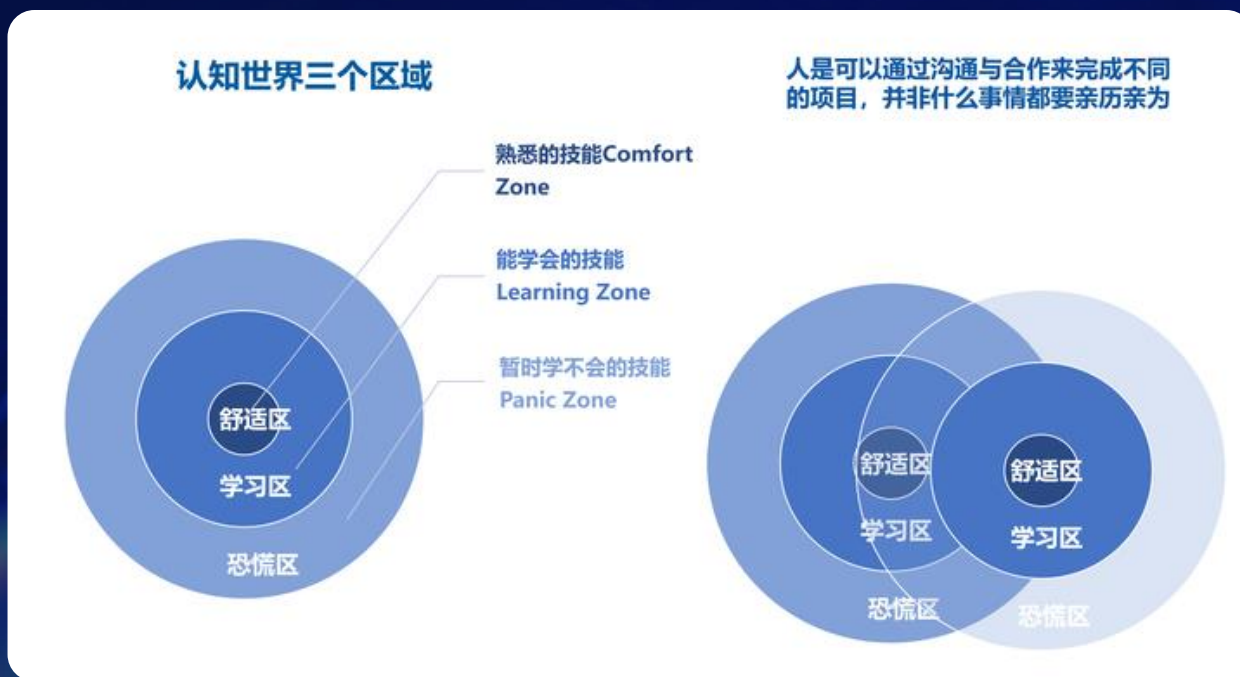 认知世界三个区域
熟悉的技能Comfort
Zone
能学会的技能
Learning Zone
暂时学不会的技能
Panic Zone
舒适区
学习区
恐慌区
人是可以通过沟通与合作来完成不同
的项目，并非什么事情都要亲历亲为
舒适区
学习区
恐慌区
舒适区
学习区
恐慌区